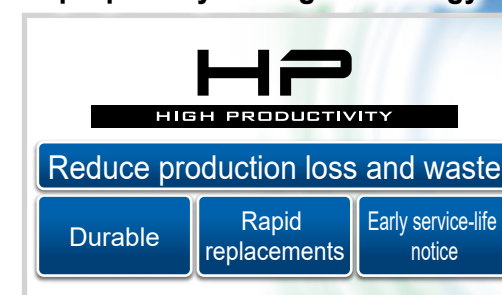 HP
HIGH PRODUCTIVITY
Reduce production loss and waste
Durable
Rapid
replacements
Early service-life
notice